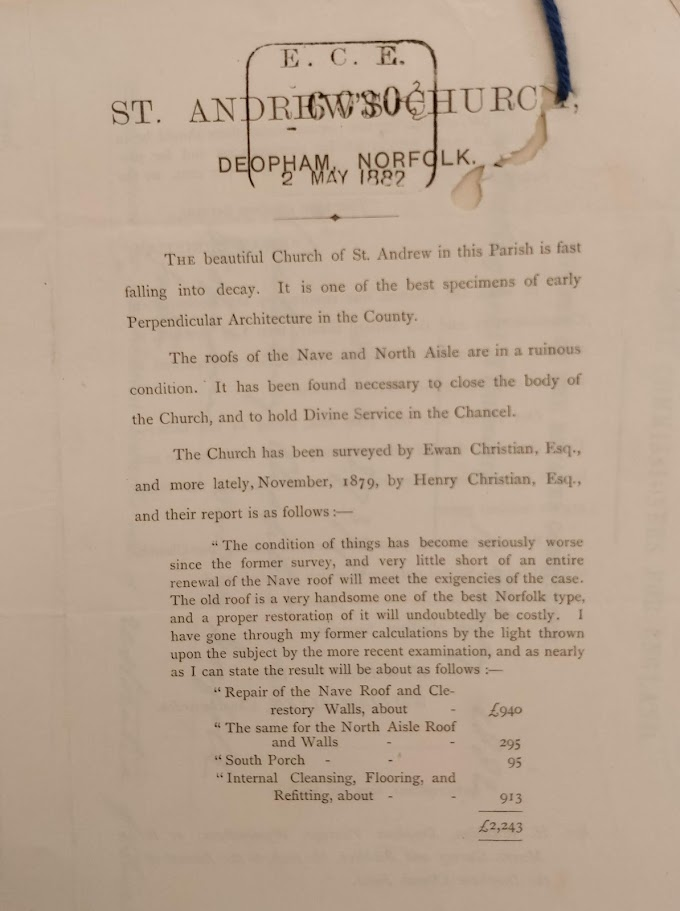 E. C. E.
ST. ANDREW'S CHURCH,
DEOPHAM, NORFOLK.
2 MAY 1882
THE beautiful Church of St. Andrew in this Parish is fast
falling into decay. It is one of the best specimens of early
Perpendicular Architecture in the County.
The roofs of the Nave and North Aisle are in a ruinous
condition. It has been found necessary to close the body of
the Church, and to hold Divine Service in the Chancel.
The Church has been surveyed by Ewan Christian, Esq.,
and more lately, November, 1879, by Henry Christian, Esq.,
and their report is as follows :—
" The condition of things has become seriously worse
since the former survey, and very little short of an entire
renewal of the Nave roof will meet the exigencies of the case.
The old roof is a very handsome one of the best Norfolk type,
and a proper restoration of it will undoubtedly be costly. I
have gone through my former calculations by the light thrown
upon the subject by the more recent examination, and as nearly
as I can state the result will be about as follows :—
" Repair of the Nave Roof and Cle-
restory Walls, about - £940
" The same for the North Aisle Roof
and Walls - - 295
" South Porch - - 95
" Internal Cleansing, Flooring, and
Refitting, about - - 913
£2,243